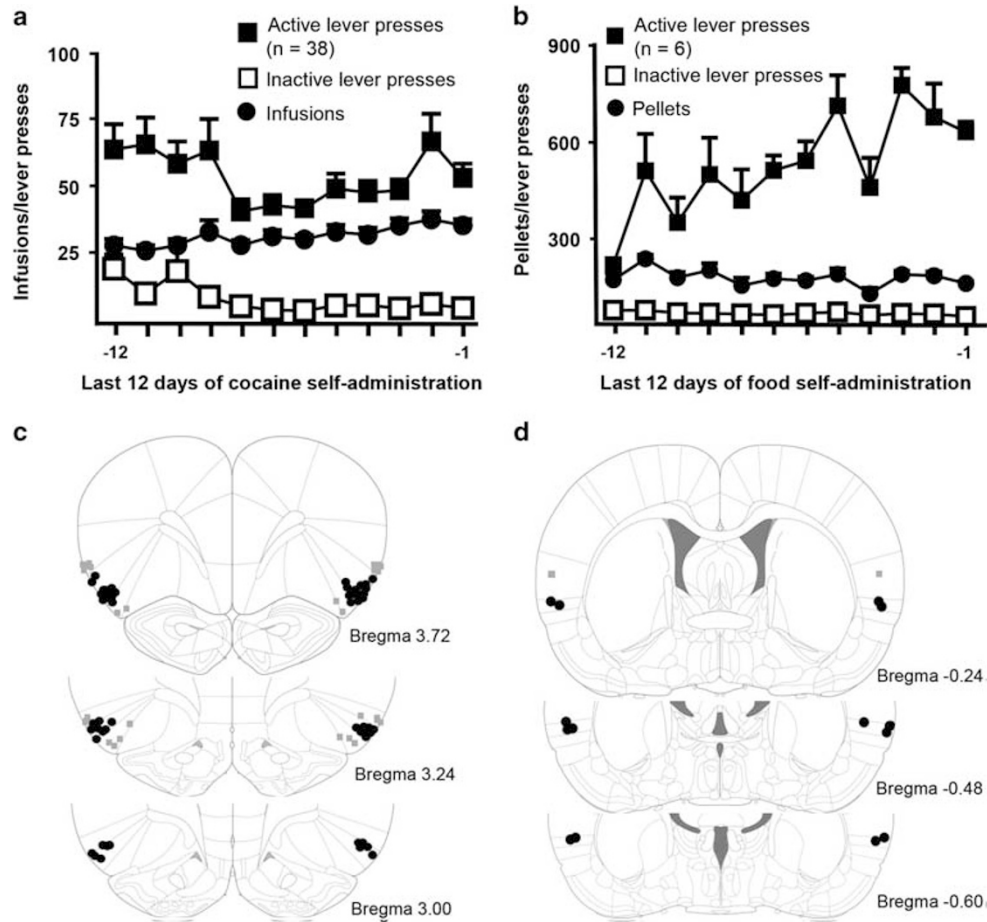 a
Active lever presses
(n = 38)
Inactive lever presses
Infusions
100
75
50
25
Infusions/lever presses
-12
-1
Last 12 days of cocaine self-administration
b
Active lever presses
(n = 6)
Inactive lever presses
Pellets
900
600
300
Pellets/lever presses
-12
-1
Last 12 days of food self-administration
c
Bregma 3.72
Bregma 3.24
Bregma 3.00
d
Bregma -0.24
Bregma -0.48
Bregma -0.60